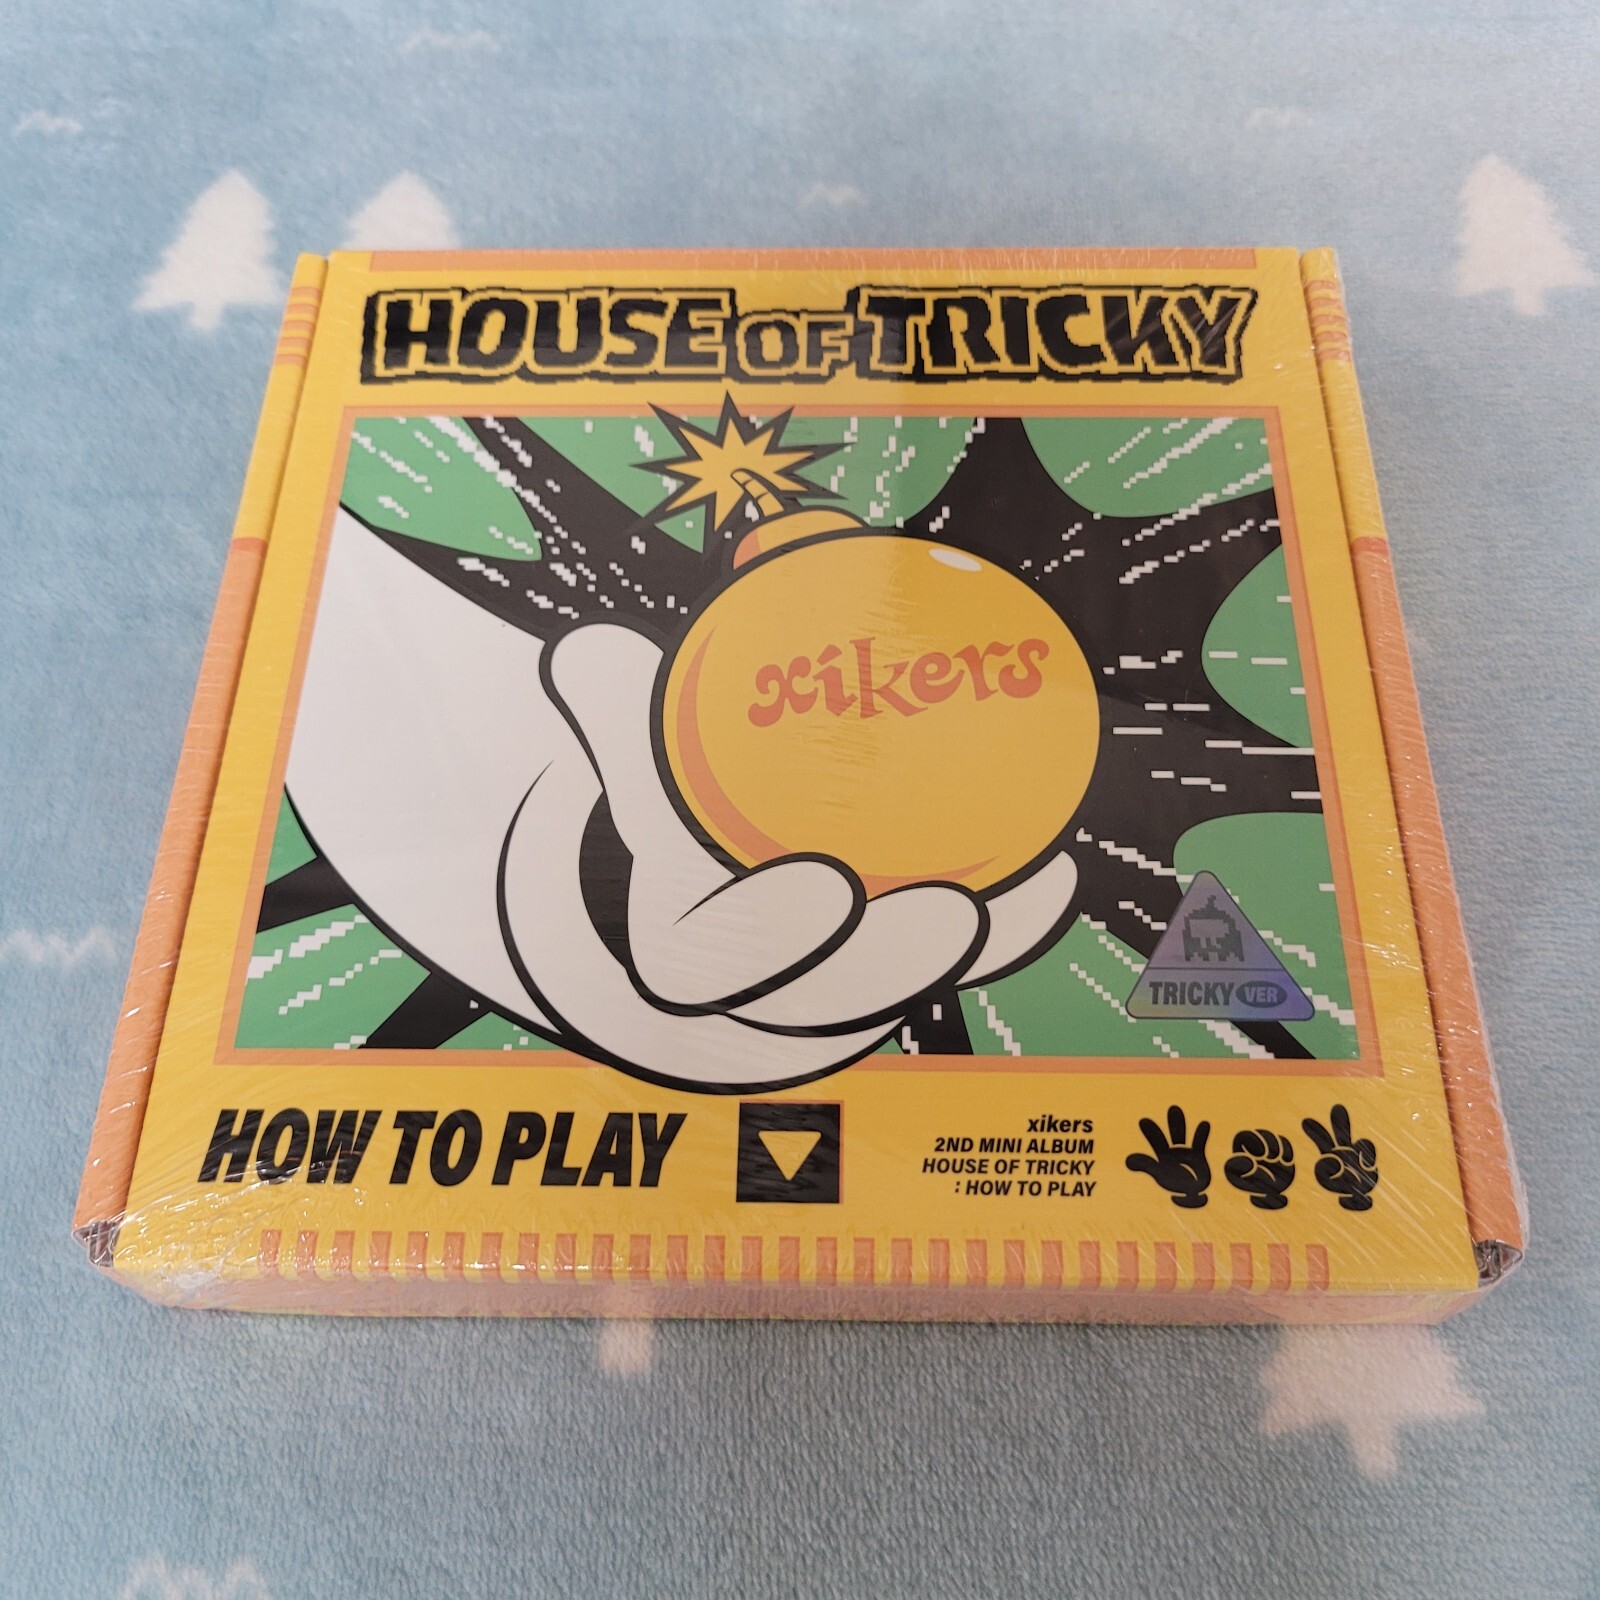 HOUSE OF TRICKY
xikers
TRICKY VER
HOW TO PLAY
xikers
2ND MINI ALBUM
HOUSE OF TRICKY
: HOW TO PLAY